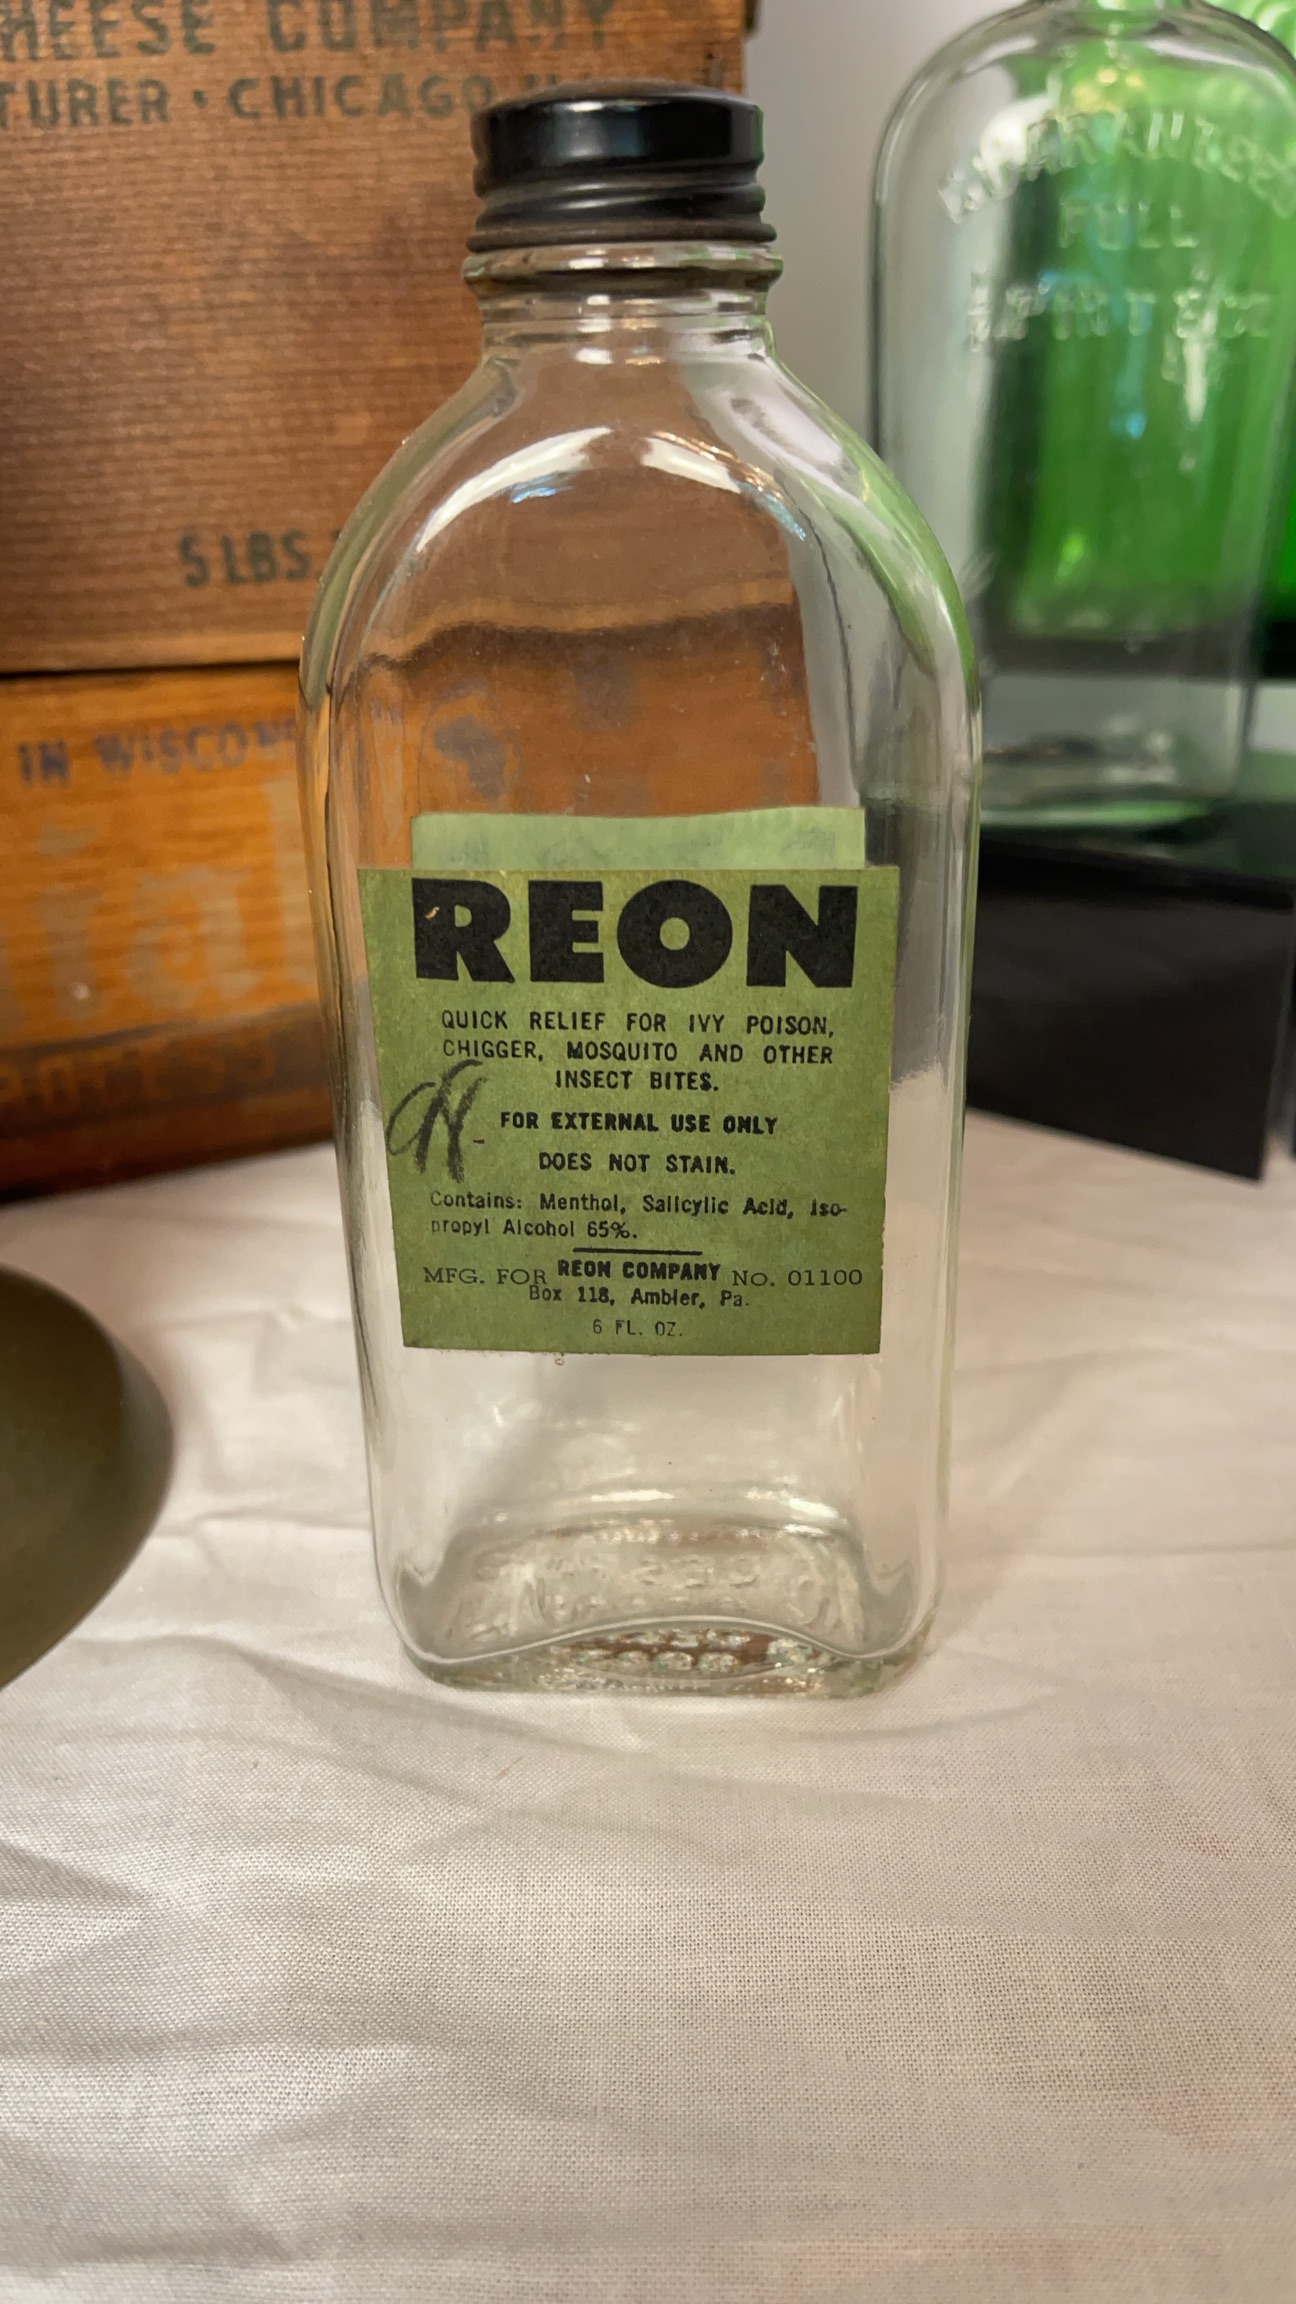 HEESE COMPANY
TURER · CHICAGO
5 LBS.
IN WISCON
FULL
REON
QUICK RELIEF FOR IVY POISON,
CHIGGER, MOSQUITO AND OTHER
INSECT BITES.
FOR EXTERNAL USE ONLY
DOES NOT STAIN.
Contains: Menthol, Salicylic Acid, Iso-
propyl Alcohol 65%.
MFG. FOR REON COMPANY NO. 01100
Box 118, Ambler, Pa.
6 FL. OZ.